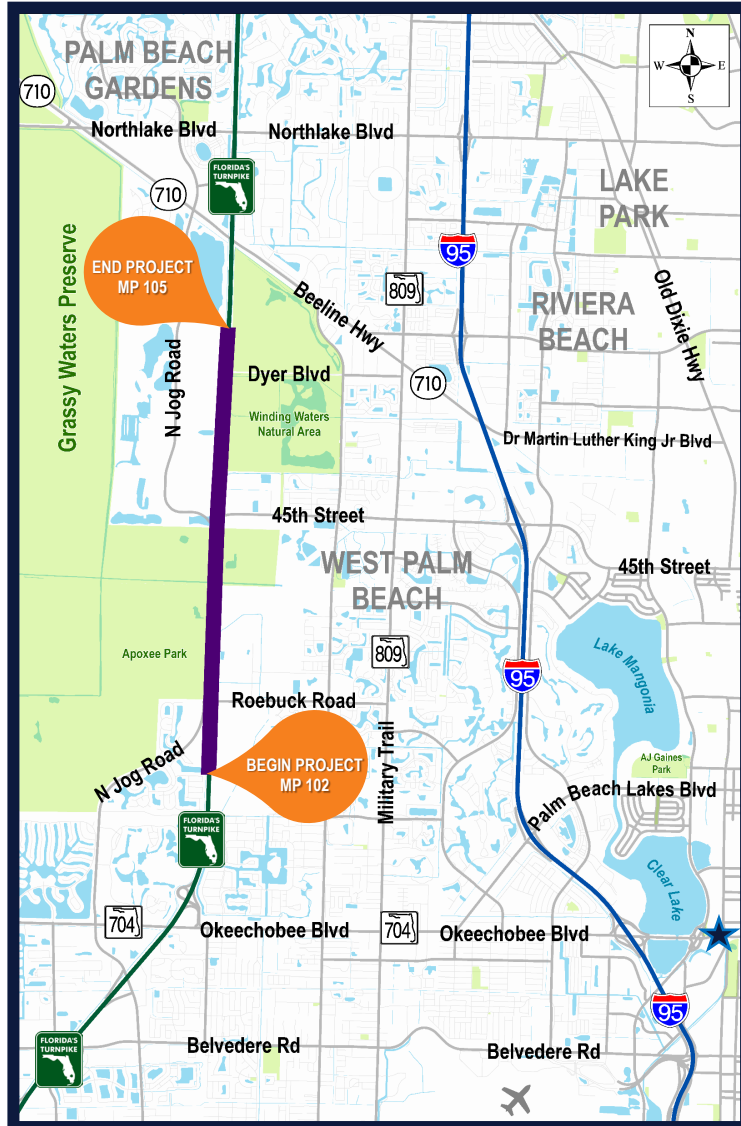 PALM BEACH
GARDENS
N
W E
S
710
Northlake Blvd
Northlake Blvd
FLORIDA'S
TURNPIKE
710
LAKE
PARK
Grassy Waters Preserve
END PROJECT
MP 105
95
809
Beeline Hwy
RIVIERA
BEACH
Old Dixie Hwy
N Jog Road
Dyer Blvd
710
Winding Waters
Natural Area
Dr Martin Luther King Jr Blvd
45th Street
WEST PALM
BEACH
45th Street
Apoxee Park
809
95
Lake Mangonia
Roebuck Road
N Jog Road
BEGIN PROJECT
MP 102
Military Trail
AJ Gaines
Park
Palm Beach Lakes Blvd
FLORIDA'S
TURNPIKE
Clear Lake
704
Okeechobee Blvd
704
Okeechobee Blvd
95
FLORIDA'S
TURNPIKE
Belvedere Rd
Belvedere Rd